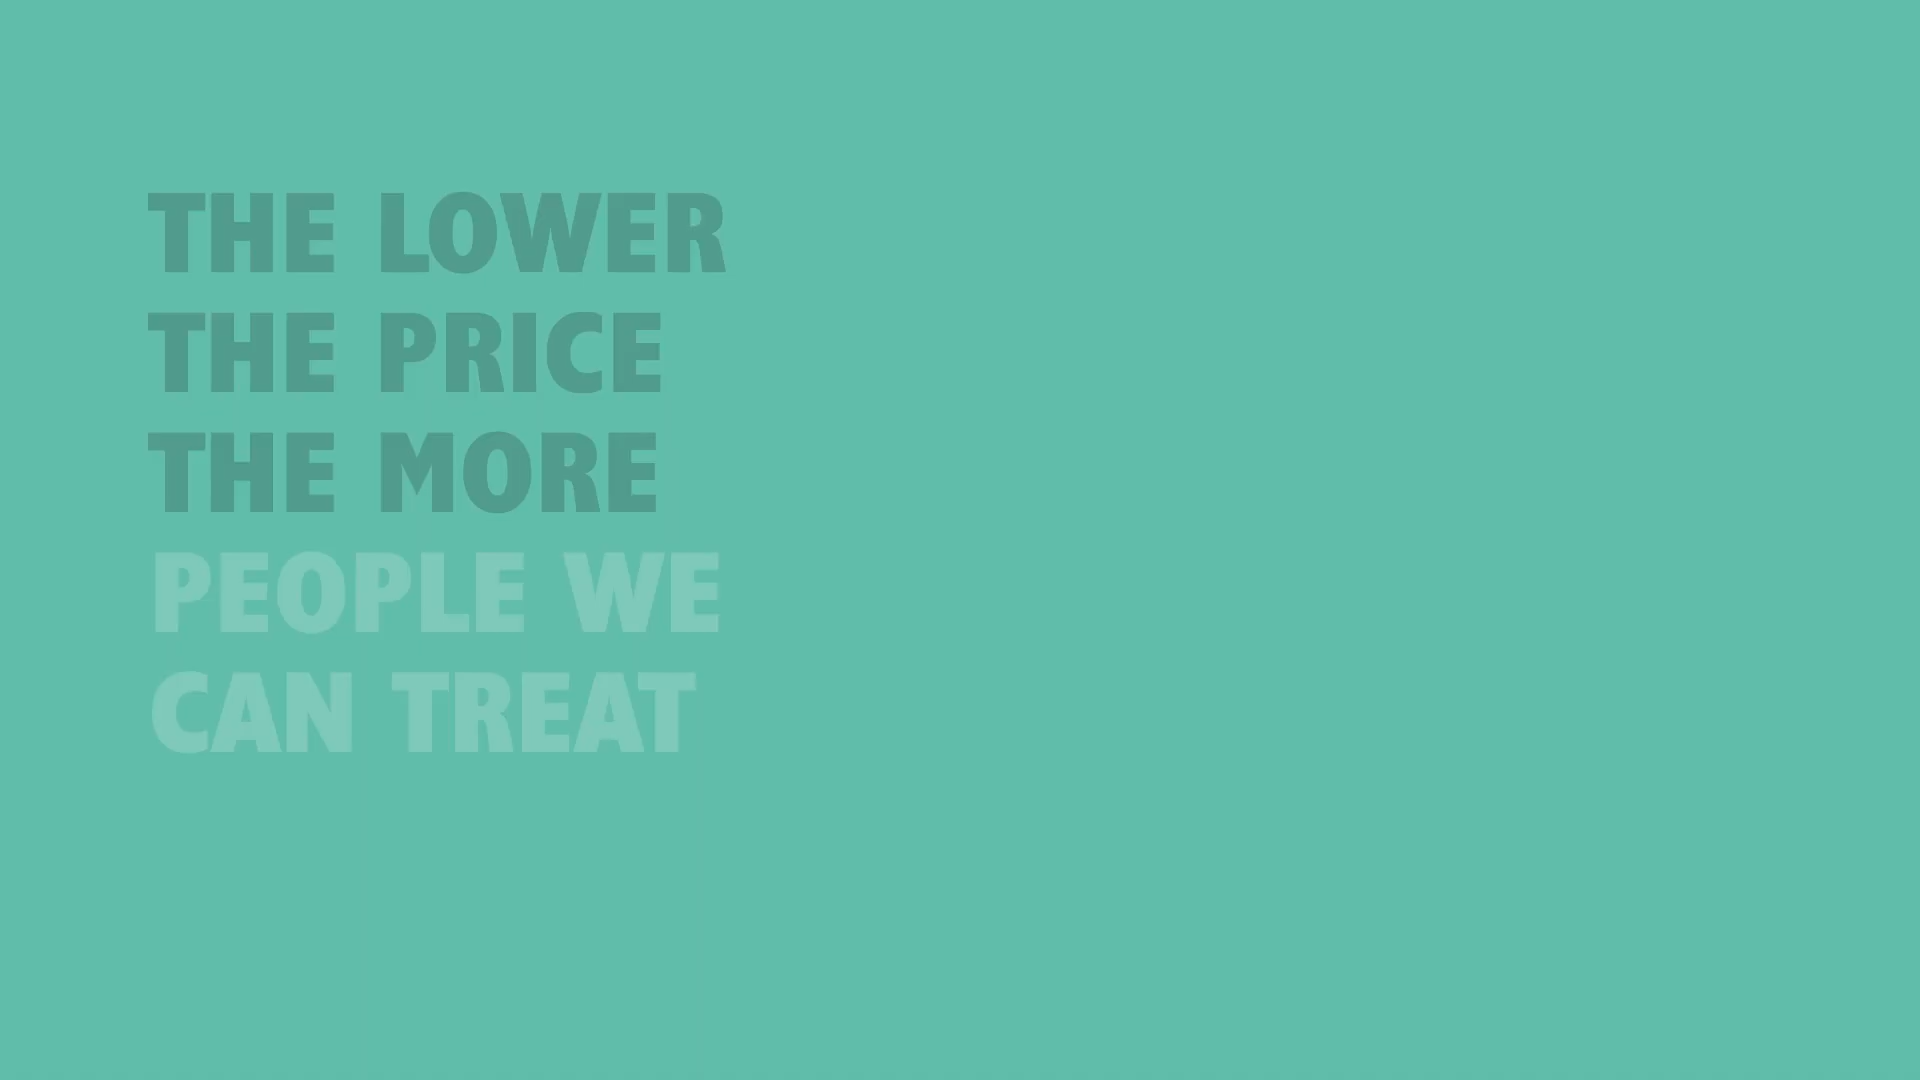 THE LOWER
THE PRICE
THE MORE
PEOPLE WE
CAN TREAT